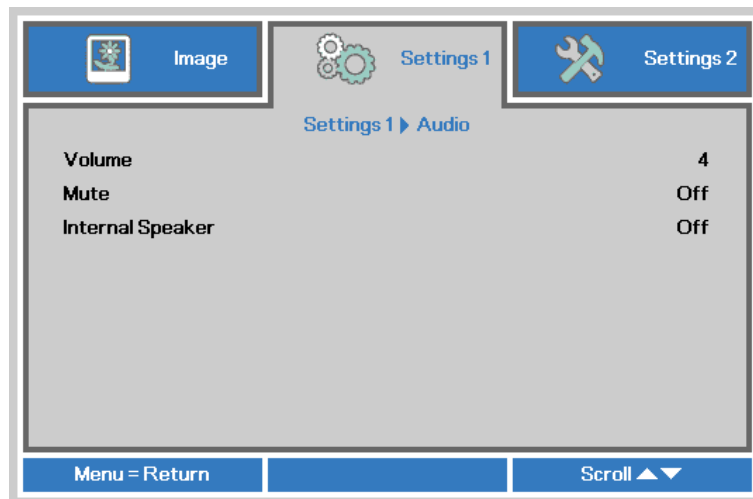 Image Settings 1 Settings 2
Settings 1 ▶ Audio
Volume 4
Mute Off
Internal Speaker Off
Menu = Return Scroll ▲▼